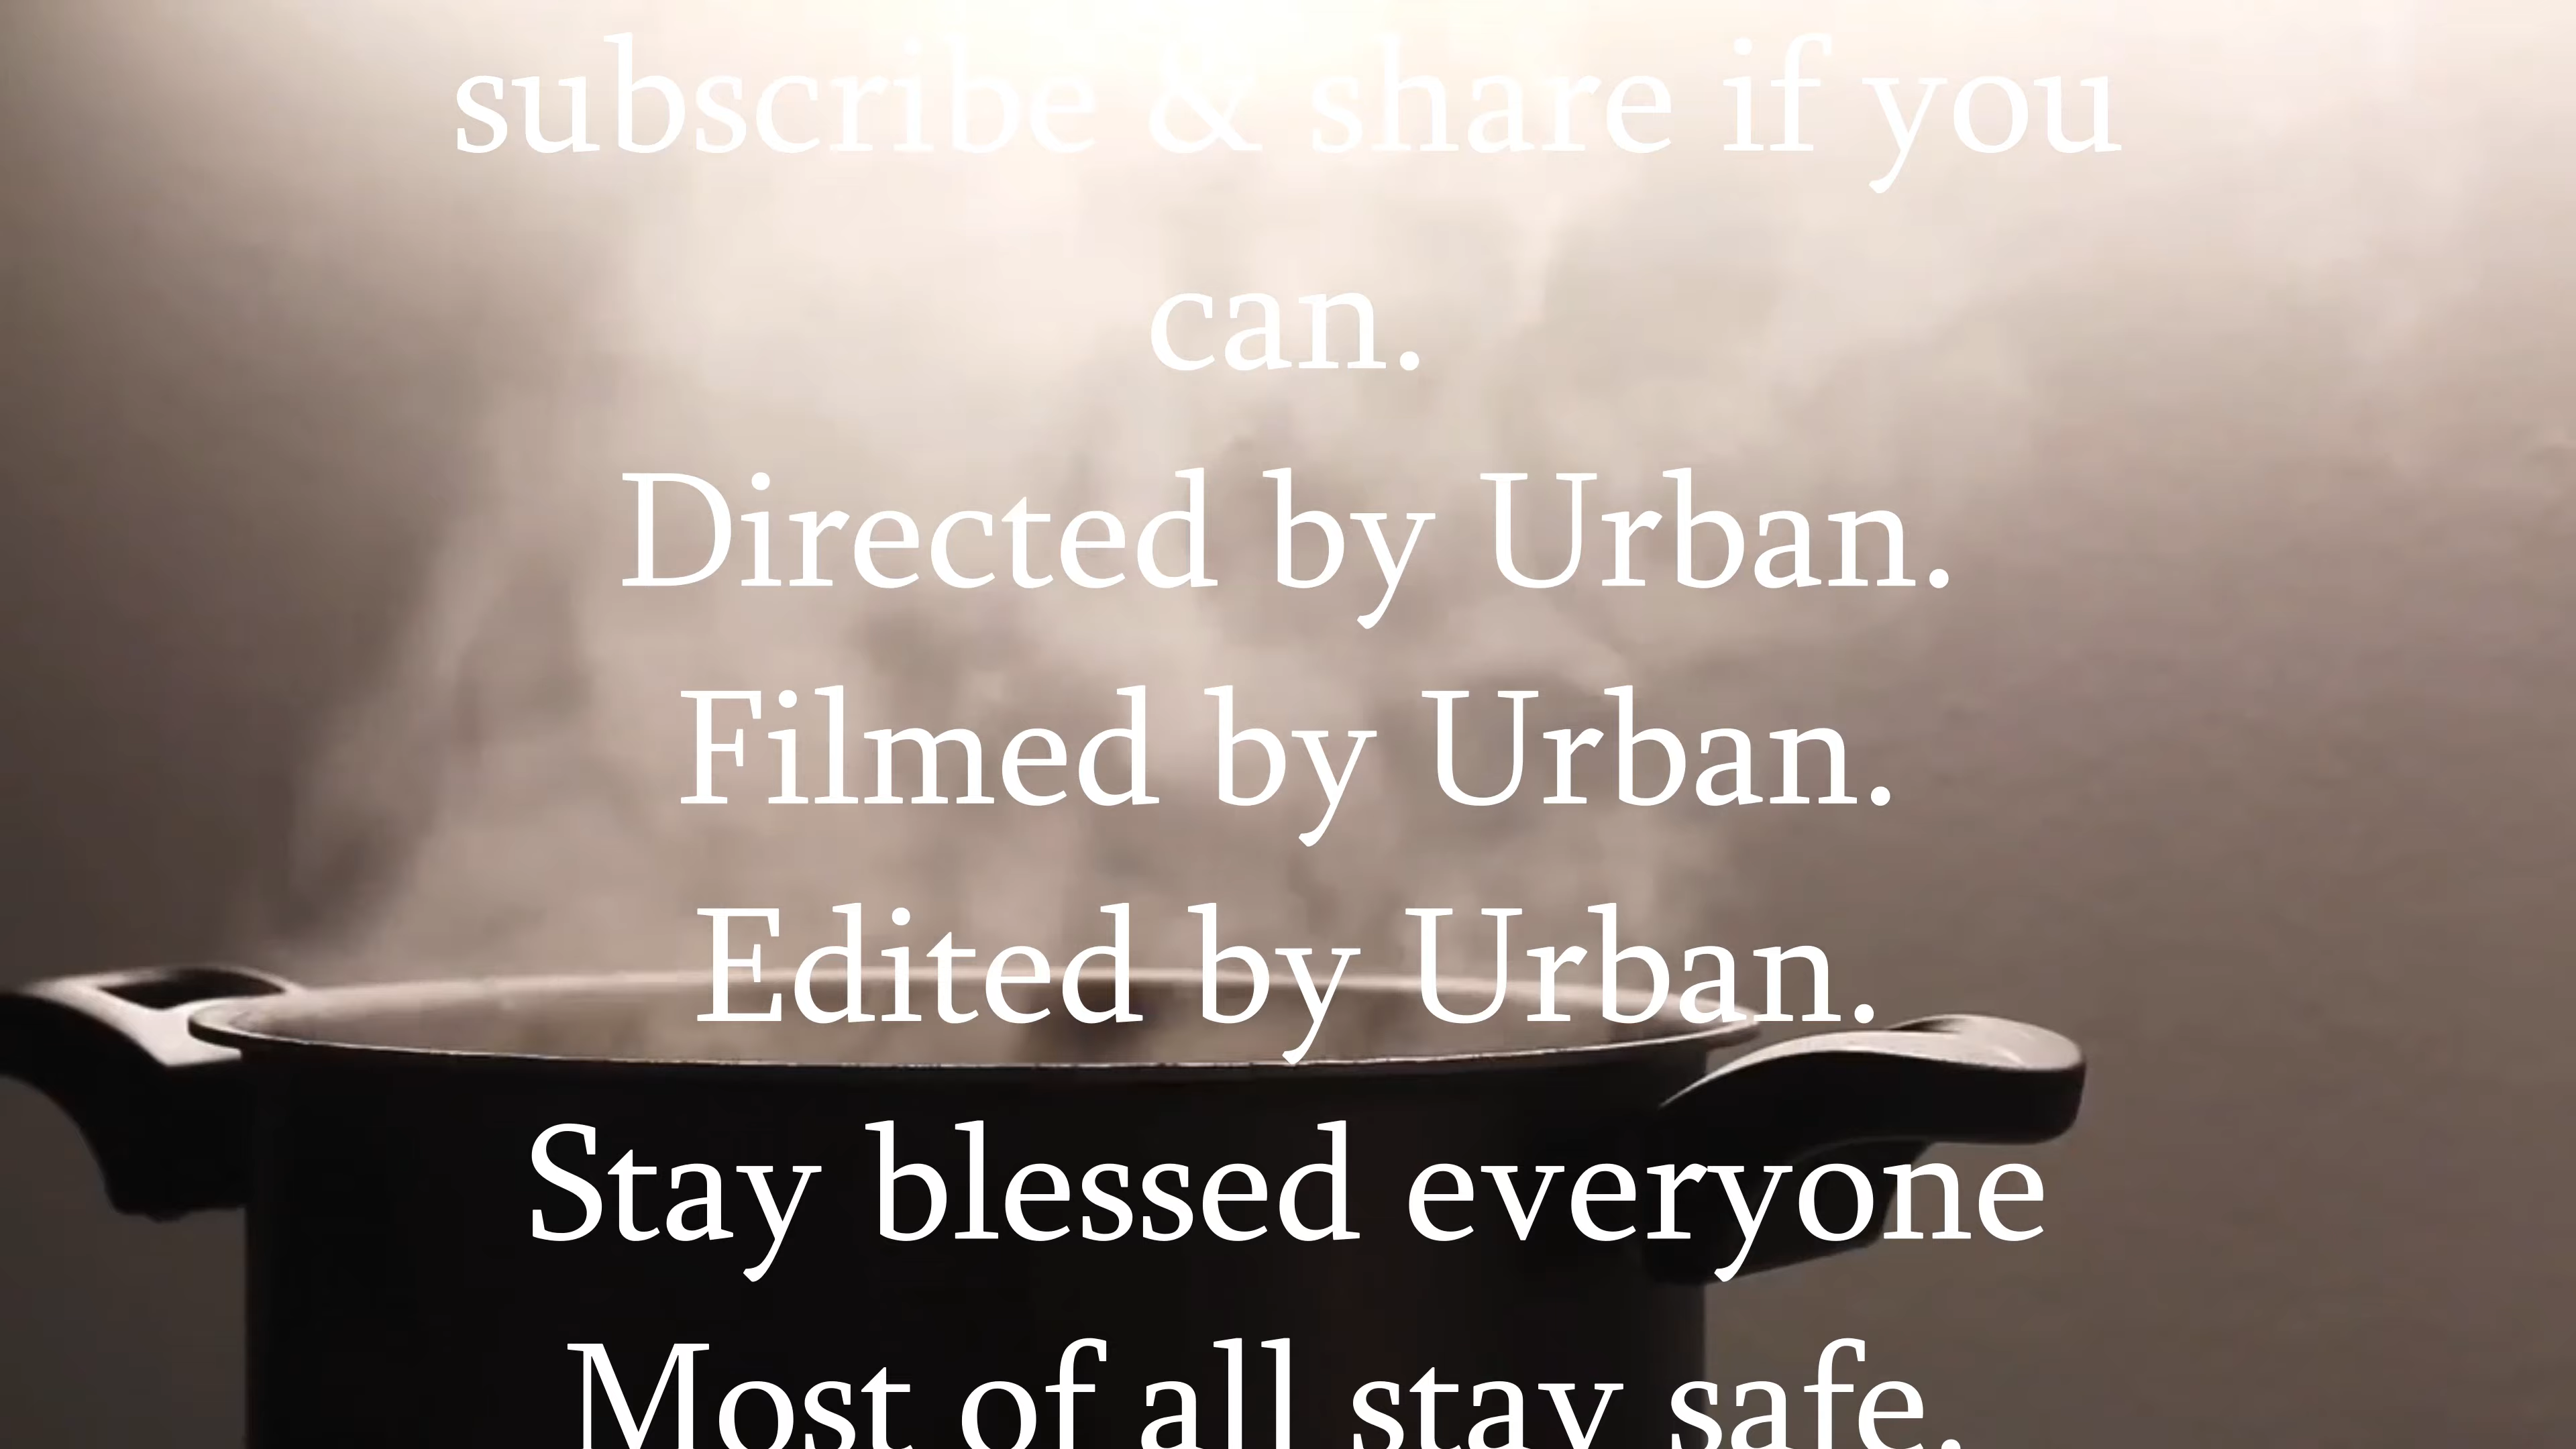 subscribe & share if you
can.
Directed by Urban.
Filmed by Urban.
Edited by Urban.
Stay blessed everyone
Most of all stay safe.